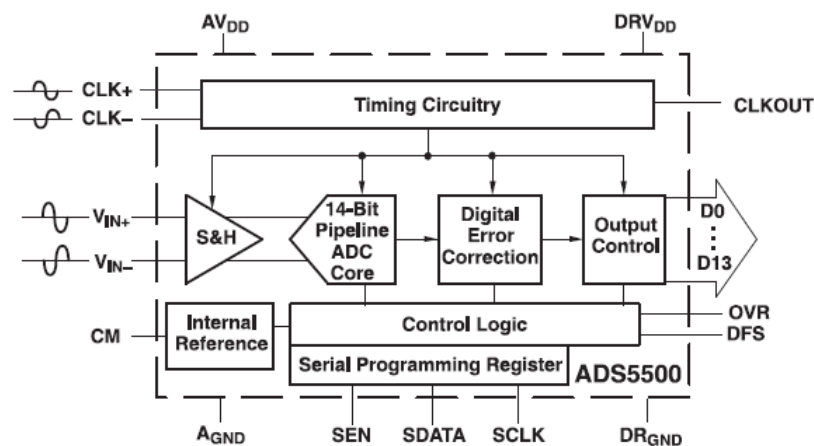 AVDD
DRVDD
CLK+
CLK–
Timing Circuitry
CLKOUT
VIN+
VIN–
S&H
14-Bit
Pipeline
ADC
Core
Digital
Error
Correction
Output
Control
D0
D13
CM
Internal
Reference
Control Logic
OVR
DFS
Serial Programming Register
ADS5500
AGND
SEN
SDATA
SCLK
DRGND